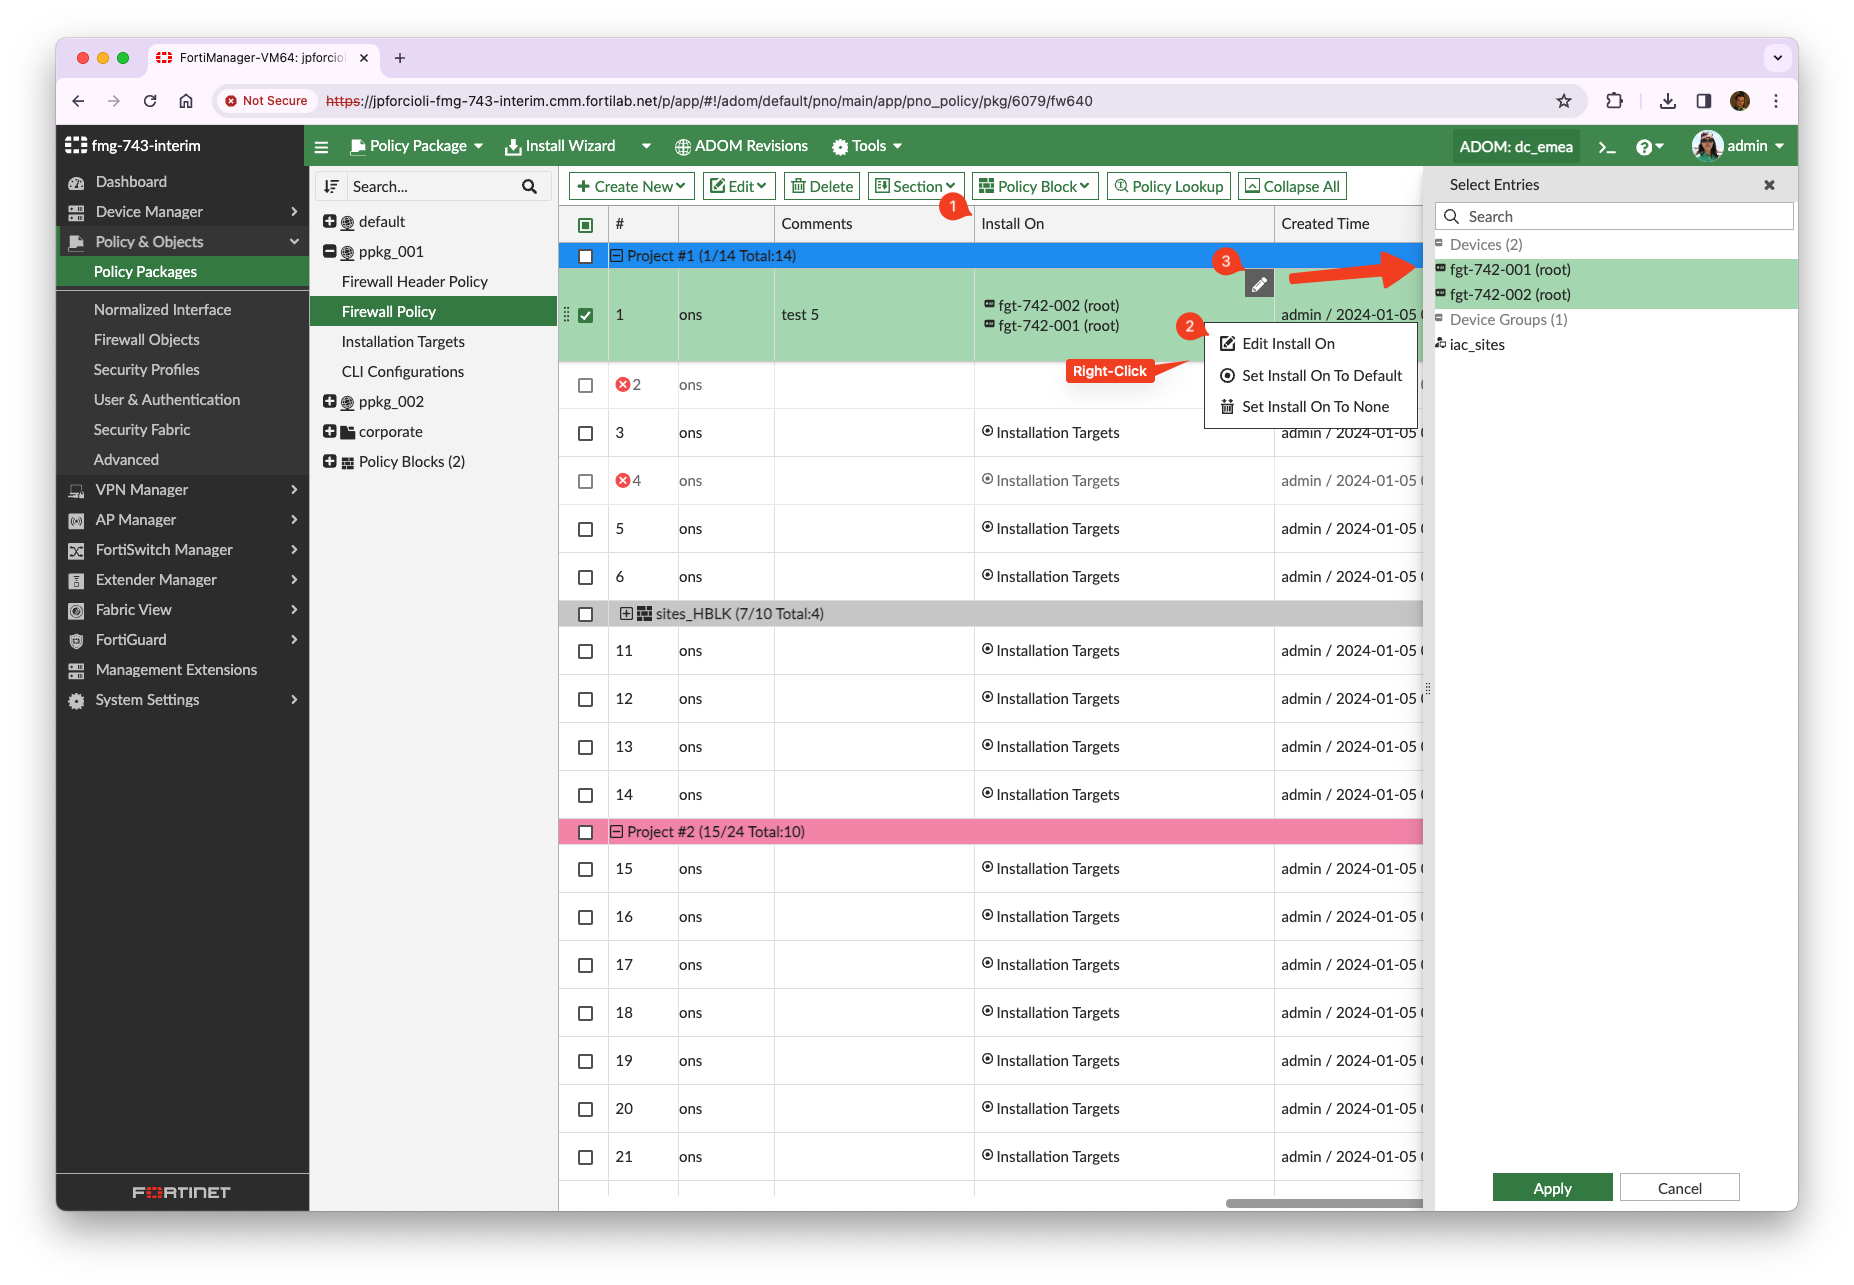 FortiManager-VM64: jpforcio
Not Secure
https://jpforcioli-fmg-743-interim.cmm.fortilab.net/p/app/#!/adom/default/pno/main/app/pno_policy/pkg/6079/fw640
fmg-743-interim
Policy Package
Install Wizard
ADOM Revisions
Tools
ADOM: dc_emea
admin
Dashboard
Device Manager
Policy & Objects
Policy Packages
Normalized Interface
Firewall Objects
Security Profiles
User & Authentication
Security Fabric
Advanced
VPN Manager
AP Manager
FortiSwitch Manager
Extender Manager
Fabric View
FortiGuard
Management Extensions
System Settings
FORTINET
Search...
default
ppkg_001
Firewall Header Policy
Firewall Policy
Installation Targets
CLI Configurations
ppkg_002
corporate
Policy Blocks (2)
Create New
Edit
Delete
Section
Policy Block
Policy Lookup
Collapse All
1
# Comments Install On Created Time
Project #1 (1/14 Total:14)
3
1 ons test 5 fgt-742-002 (root)
fgt-742-001 (root)
admin / 2024-01-05
2
Right-Click
Edit Install On
Set Install On To Default
Set Install On To None
2 ons
3 ons Installation Targets admin / 2024-01-05
4 ons Installation Targets admin / 2024-01-05
5 ons Installation Targets admin / 2024-01-05
6 ons Installation Targets admin / 2024-01-05
sites_HBLK (7/10 Total:4)
11 ons Installation Targets admin / 2024-01-05
12 ons Installation Targets admin / 2024-01-05
13 ons Installation Targets admin / 2024-01-05
14 ons Installation Targets admin / 2024-01-05
Project #2 (15/24 Total:10)
15 ons Installation Targets admin / 2024-01-05
16 ons Installation Targets admin / 2024-01-05
17 ons Installation Targets admin / 2024-01-05
18 ons Installation Targets admin / 2024-01-05
19 ons Installation Targets admin / 2024-01-05
20 ons Installation Targets admin / 2024-01-05
21 ons Installation Targets admin / 2024-01-05
Select Entries
Search
Devices (2)
fgt-742-001 (root)
fgt-742-002 (root)
Device Groups (1)
iac_sites
Apply
Cancel